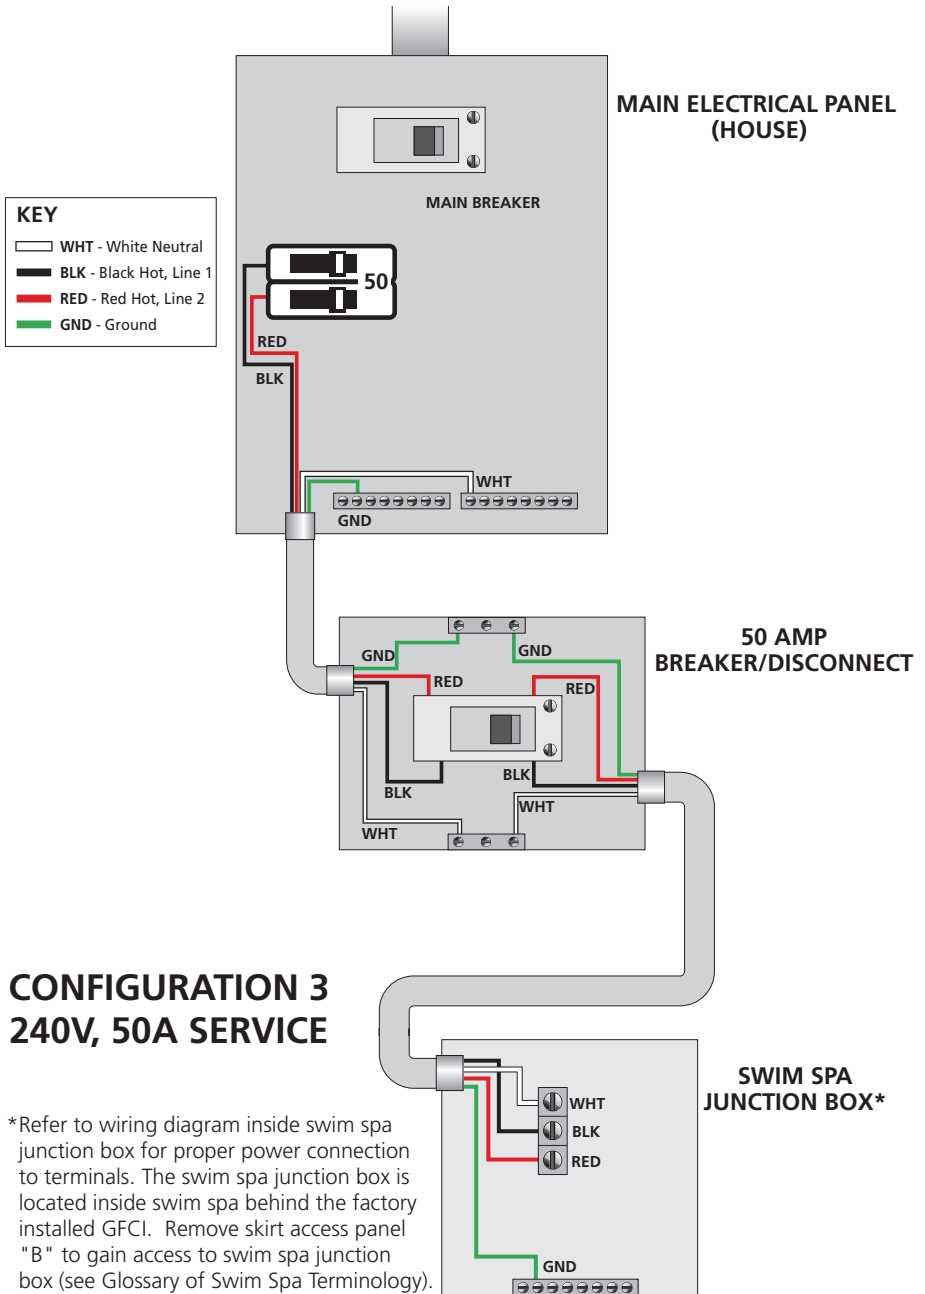 MAIN ELECTRICAL PANEL
(HOUSE)
MAIN BREAKER
KEY
WHT - White Neutral
BLK - Black Hot, Line 1
RED - Red Hot, Line 2
GND - Ground
50
RED
BLK
WHT
GND
50 AMP
BREAKER/DISCONNECT
GND
GND
RED
RED
BLK
BLK
WHT
WHT
CONFIGURATION 3
240V, 50A SERVICE
SWIM SPA
JUNCTION BOX*
WHT
BLK
RED
GND
*Refer to wiring diagram inside swim spa
junction box for proper power connection
to terminals. The swim spa junction box is
located inside swim spa behind the factory
installed GFCI. Remove skirt access panel
"B" to gain access to swim spa junction
box (see Glossary of Swim Spa Terminology).